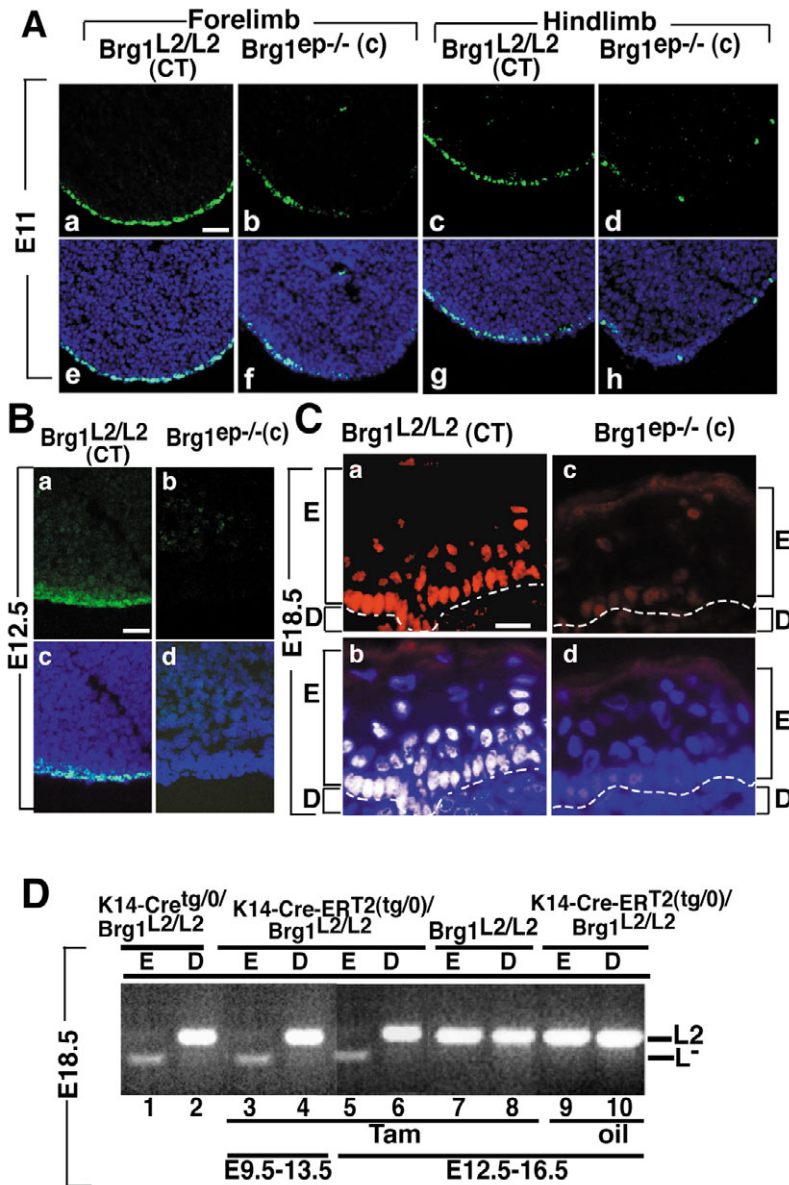 A
Forelimb Hindlimb
Brg1L2/L2 (CT) Brg1ep-/- (c) Brg1L2/L2 (CT) Brg1ep-/- (c)
E11
a b c d
e f g h
B
Brg1L2/L2 (CT) Brg1ep-/-(c)
E12.5
a b
c d
C
Brg1L2/L2 (CT) Brg1ep-/- (c)
E18.5
a c
E E
D D
b d
E E
D D
D
K14-Cretg/0/ Brg1L2/L2 K14-Cre-ERT2(tg/0)/ Brg1L2/L2 Brg1L2/L2 K14-Cre-ERT2(tg/0)/ Brg1L2/L2
E D E D E D E D E D
E18.5
L2
L-
1 2 3 4 5 6 7 8 9 10
Tam oil
E9.5-13.5 E12.5-16.5